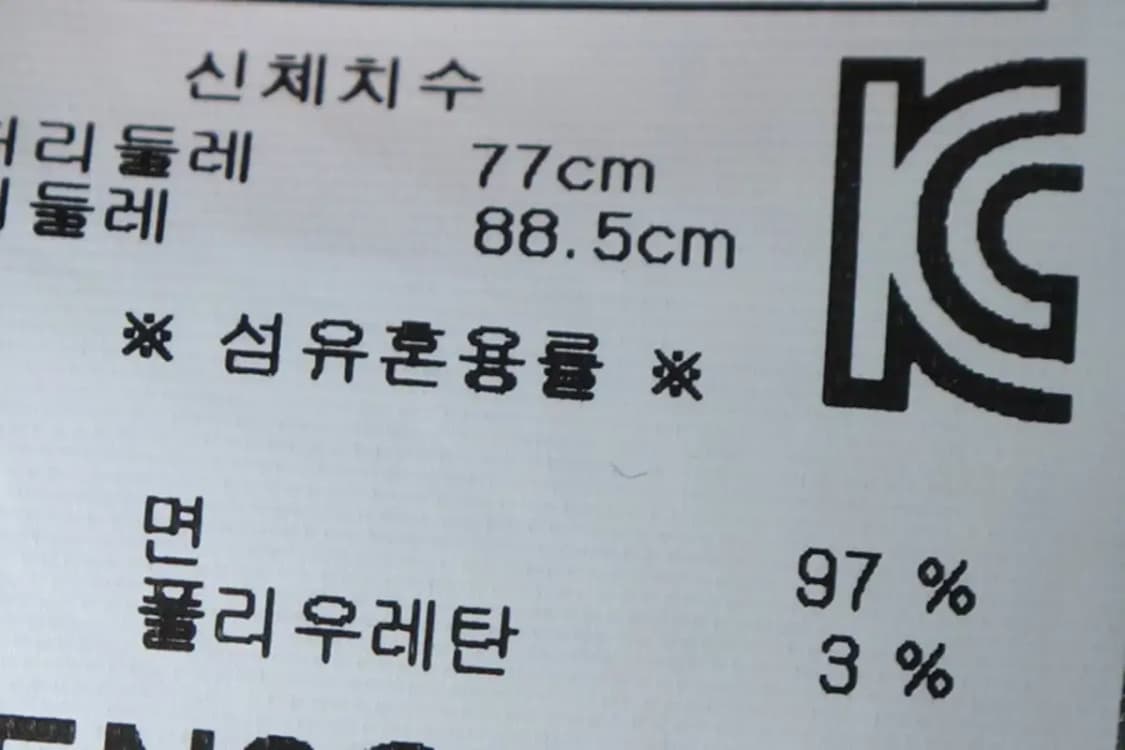 신체치수
리둘레 77cm
둘레 88.5cm
KC
※ 섬유혼용률 ※
면 97 %
폴리우레탄 3 %